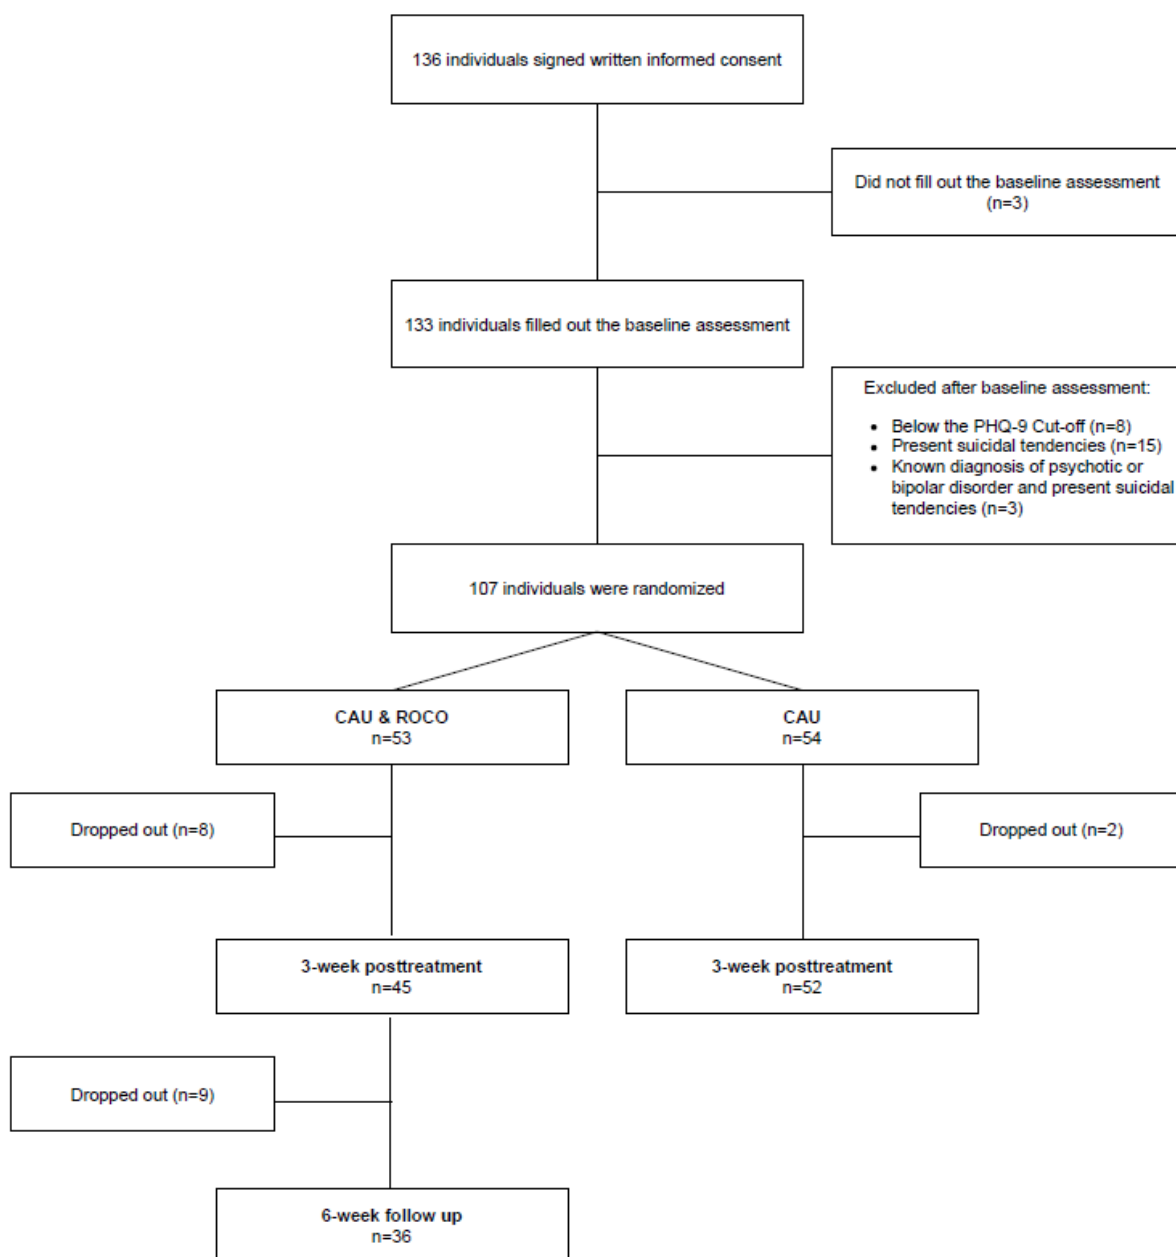 136 individuals signed written informed consent
Did not fill out the baseline assessment
(n=3)
133 individuals filled out the baseline assessment
Excluded after baseline assessment:
• Below the PHQ-9 Cut-off (n=8)
• Present suicidal tendencies (n=15)
• Known diagnosis of psychotic or
bipolar disorder and present suicidal
tendencies (n=3)
107 individuals were randomized
CAU & ROCO
n=53
CAU
n=54
Dropped out (n=8)
Dropped out (n=2)
3-week posttreatment
n=45
3-week posttreatment
n=52
Dropped out (n=9)
6-week follow up
n=36